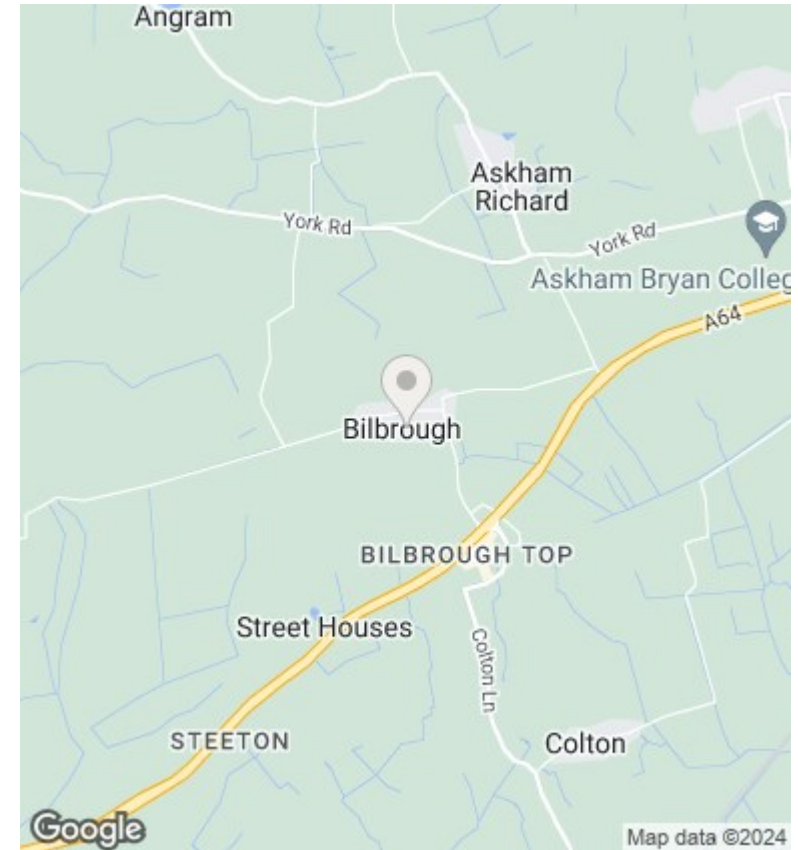 Angram
Askham
Richard
York Rd
York Rd
Askham Bryan Colleg
A64
Bilbrough
BILBROUGH TOP
Street Houses
Colton Ln
STEETON
Colton
Google
Map data ©2024